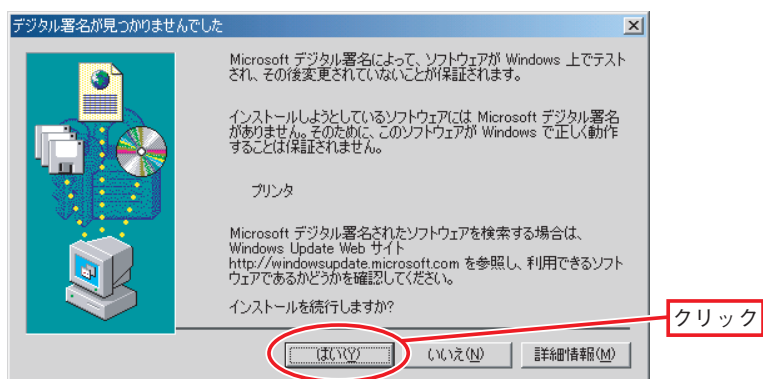 デジタル署名が見つかりませんでした
Microsoft デジタル署名によって、ソフトウェアが Windows 上でテスト
され、その後変更されていないことが保証されます。
インストールしようとしているソフトウェアには Microsoft デジタル署名
がありません。そのために、このソフトウェアが Windows で正しく動作
することは保証されません。
プリンタ
Microsoft デジタル署名されたソフトウェアを検索する場合は、
Windows Update Web サイト
http://windowsupdate.microsoft.com を参照し、利用できるソフト
ウェアであるかどうかを確認してください。
インストールを続行しますか?
クリック
はい(Y)
いいえ(N)
詳細情報(M)